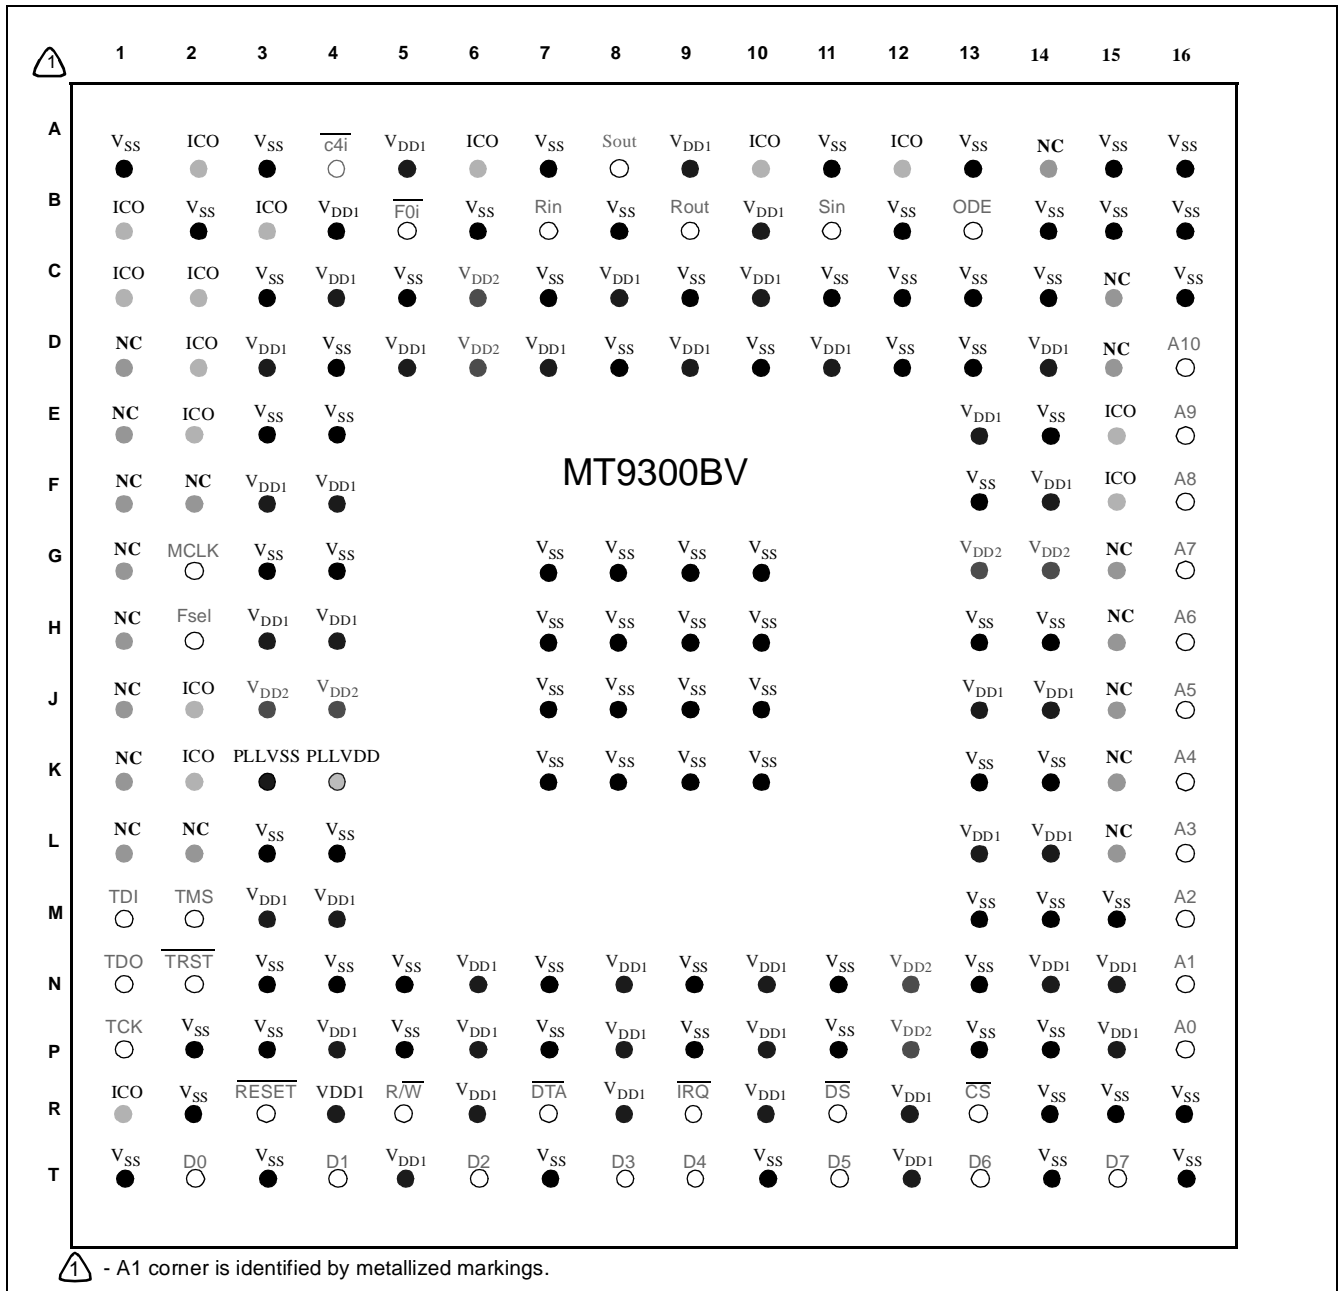 1 1 2 3 4 5 6 7 8 9 10 11 12 13 14 15 16
A VSS ICO VSS c4i VDD1 ICO VSS Sout VDD1 ICO VSS ICO VSS NC VSS VSS
B ICO VSS ICO VDD1 F0i VSS Rin VSS Rout VDD1 Sin VSS ODE VSS VSS VSS
C ICO ICO VSS VDD1 VSS VDD2 VSS VDD1 VSS VDD1 VSS VSS VSS VSS NC VSS
D NC ICO VDD1 VSS VDD1 VDD2 VDD1 VSS VDD1 VSS VDD1 VSS VSS VDD1 NC A10
E NC ICO VSS VSS VDD1 VSS ICO A9
MT9300BV
F NC NC VDD1 VDD1 VSS VDD1 ICO A8
G NC MCLK VSS VSS VSS VSS VSS VSS VDD2 VDD2 NC A7
H NC Fsel VDD1 VDD1 VSS VSS VSS VSS VSS VSS NC A6
J NC ICO VDD2 VDD2 VSS VSS VSS VSS VDD1 VDD1 NC A5
K NC ICO PLLVSS PLLVDD VSS VSS VSS VSS VSS VSS NC A4
L NC NC VSS VSS VDD1 VDD1 NC A3
M TDI TMS VDD1 VDD1 VSS VSS VSS A2
N TDO TRST VSS VSS VSS VDD1 VSS VDD1 VSS VDD1 VSS VDD2 VSS VDD1 VDD1 A1
P TCK VSS VSS VDD1 VSS VDD1 VSS VDD1 VSS VDD1 VSS VDD2 VSS VSS VDD1 A0
R ICO VSS RESET VDD1 R/W VDD1 DTA VDD1 IRQ VDD1 DS VDD1 CS VSS VSS VSS
T VSS D0 VSS D1 VDD1 D2 VSS D3 D4 VSS D5 VDD1 D6 VSS D7 VSS
1 - A1 corner is identified by metallized markings.